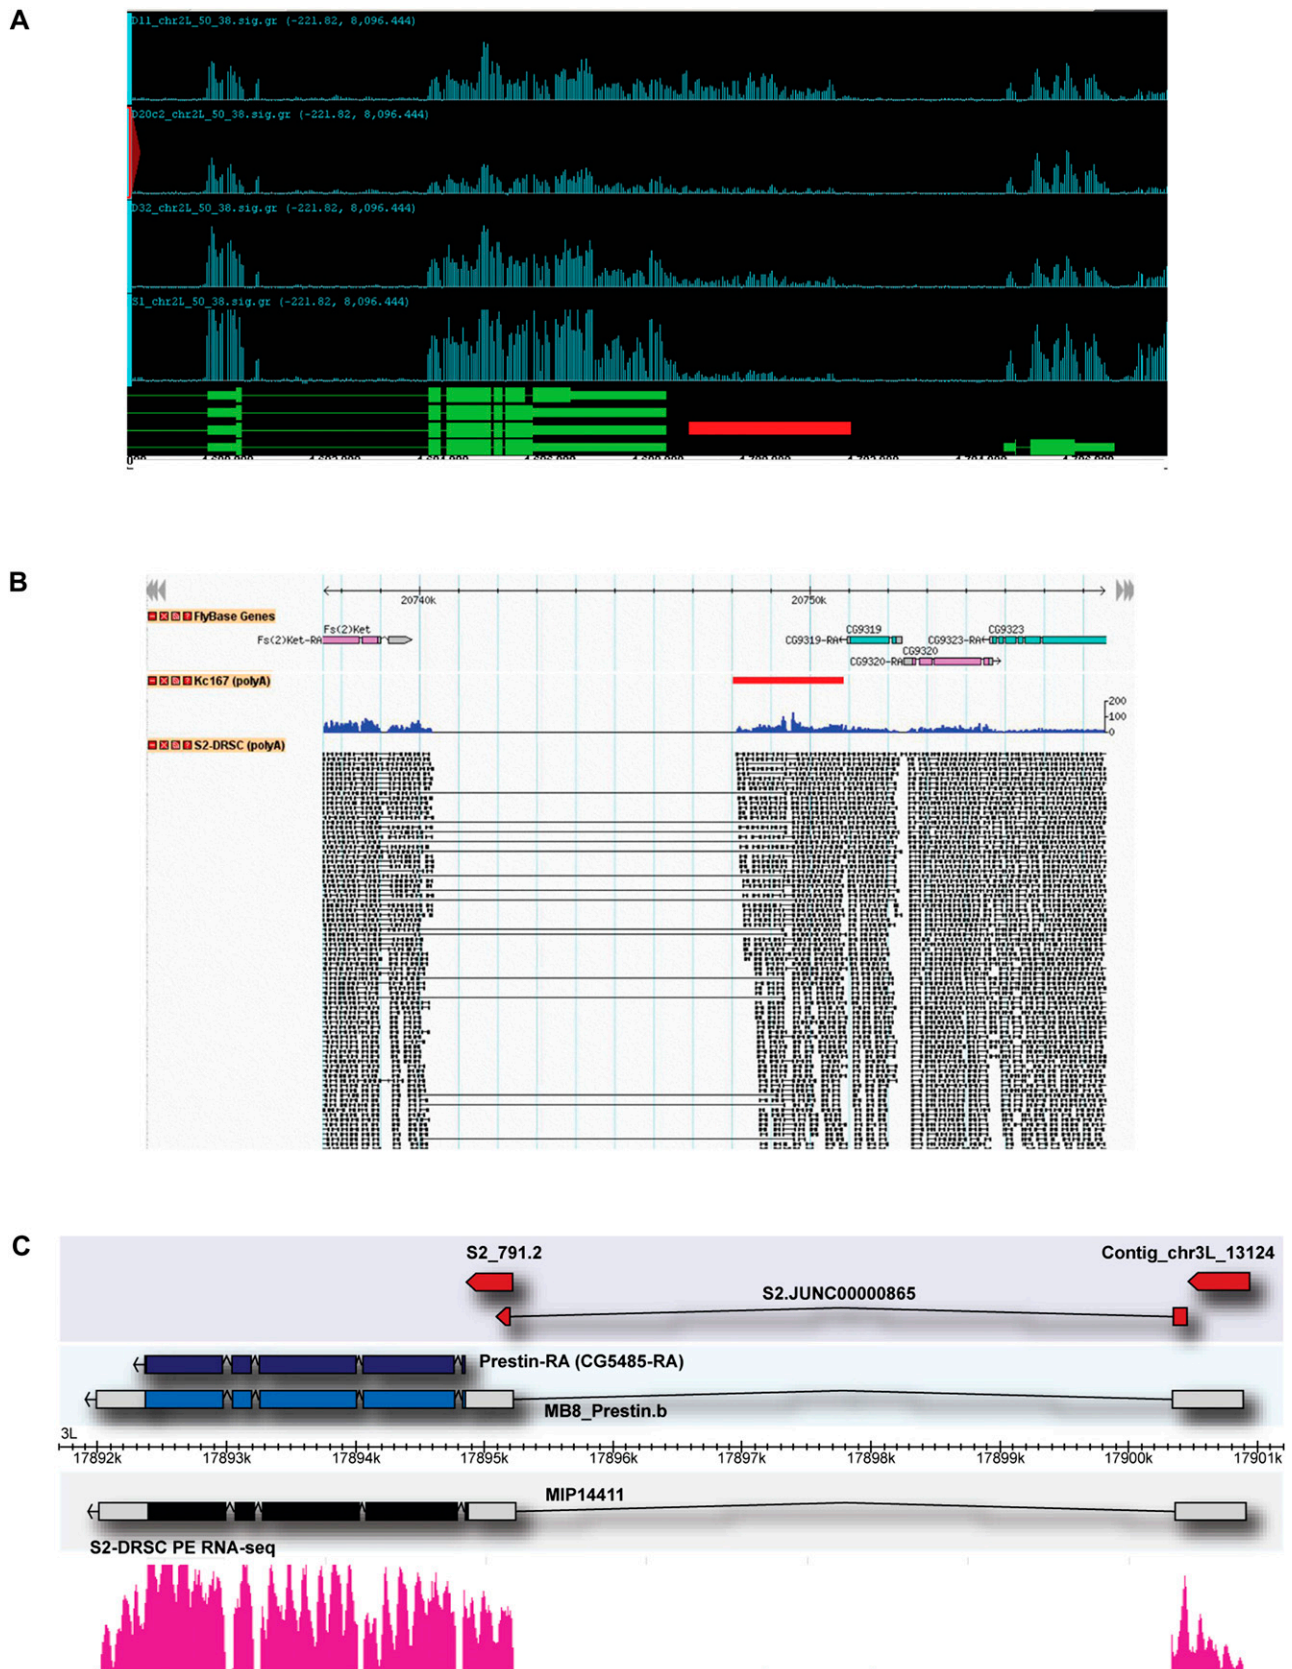 A
D11_chr2L_50_38.sig.gr (-221.82, 8,096.444)
D20c2_chr2L_50_38.sig.gr (-221.82, 8,096.444)
D32_chr2L_50_38.sig.gr (-221.82, 8,096.444)
S1_chr2L_50_38.sig.gr (-221.82, 8,096.444)
B
20740k 20750k
FlyBase Genes
Fs(2)Ket CG9319 CG9323
Fs(2)Ket-RA CG9319-RA CG9323-RA
CG9320
CG9320-RA
Kc167 (polyA)
200
100
0
S2-DRSC (polyA)
C
S2_791.2 Contig_chr3L_13124
S2.JUNC00000865
Prestin-RA (CG5485-RA)
MB8_Prestin.b
3L
17892k 17893k 17894k 17895k 17896k 17897k 17898k 17899k 17900k 17901k
MIP14411
S2-DRSC PE RNA-seq